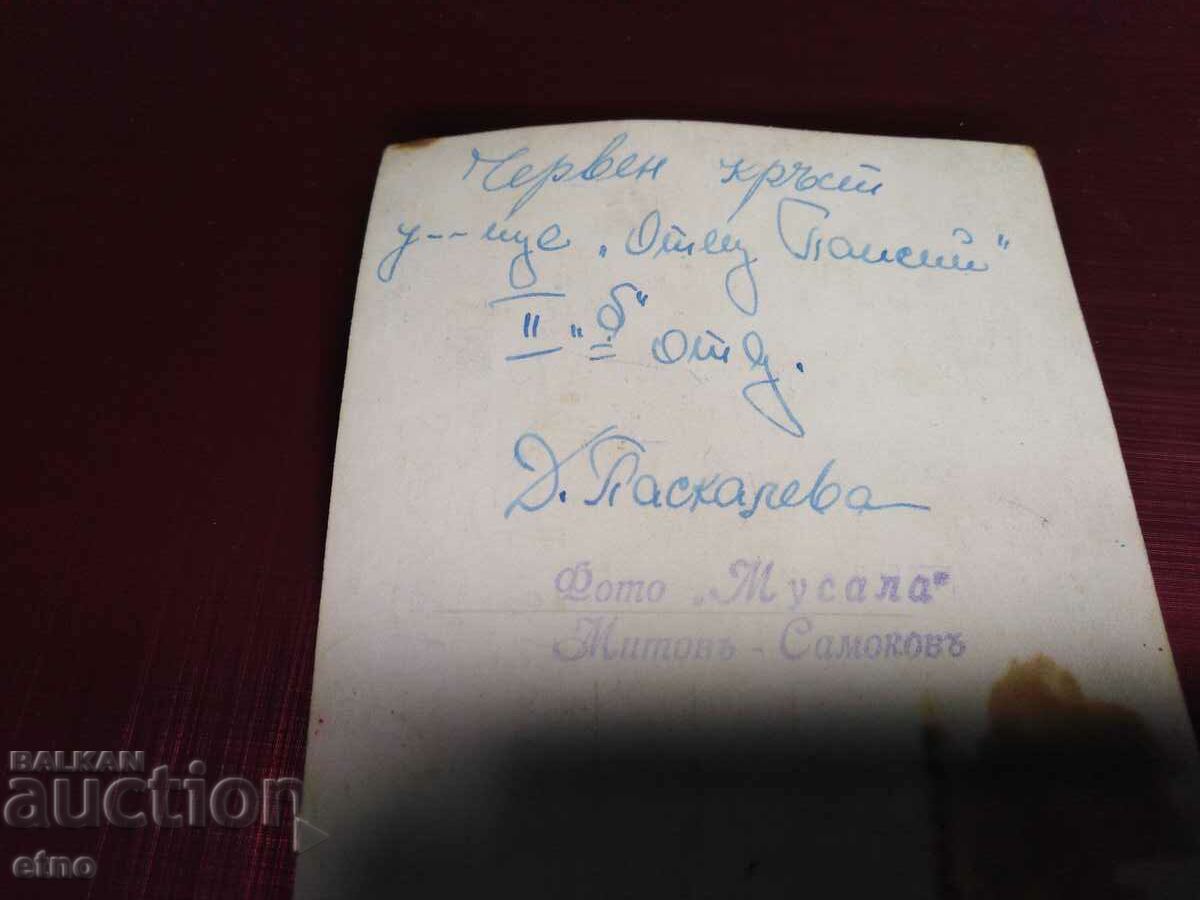 Червен кръст
у--ще „Отец Паисий"
II „б" отд.
Д. Паскалева
Фото „Мусала"
Митовъ - Самоковъ
BALKAN
auction
etno